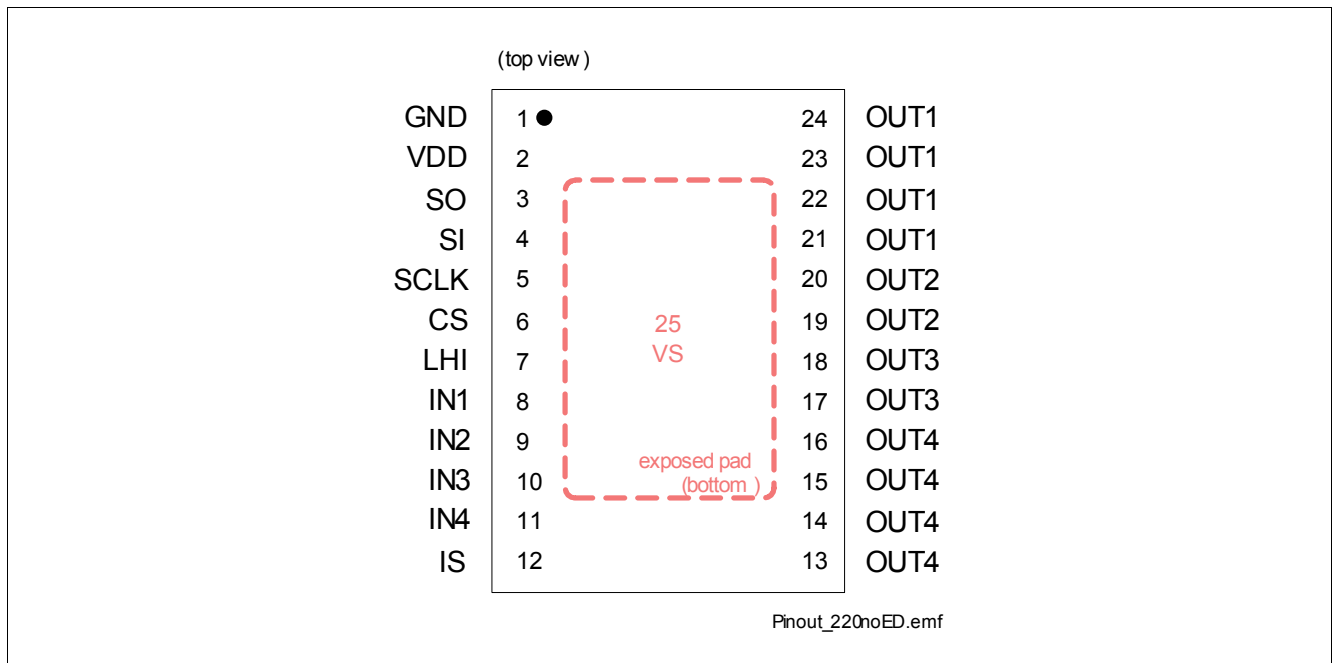 (top view )
GND 1 24 OUT1
VDD 2 23 OUT1
SO 3 22 OUT1
SI 4 21 OUT1
SCLK 5 20 OUT2
CS 6 25 19 OUT2
LHI 7 VS 18 OUT3
IN1 8 17 OUT3
IN2 9 16 OUT4
exposed pad
IN3 10 (bottom ) 15 OUT4
IN4 11 14 OUT4
IS 12 13 OUT4
Pinout_220noED.emf